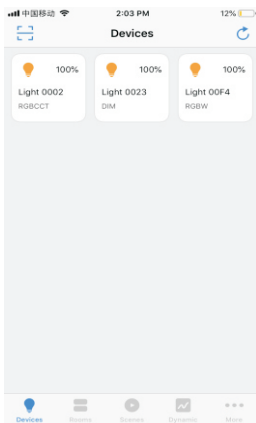 中国移动 2:03 PM 12%
Devices
100% 100% 100%
Light 0002 Light 0023 Light 00F4
RGBCCT DIM RGBW
Devices Rooms Scenes Dynamic More